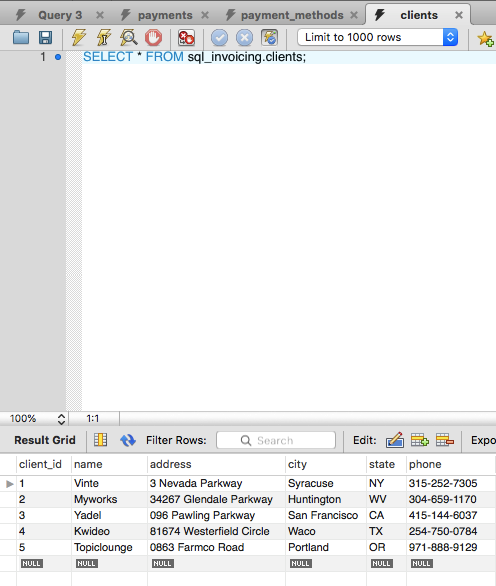 Query 3 payments payment_methods clients
Limit to 1000 rows
1 SELECT * FROM sql_invoicing.clients;
100% 1:1
Result Grid Filter Rows: Search Edit: Expo
client_id name address city state phone
1 Vinte 3 Nevada Parkway Syracuse NY 315-252-7305
2 Myworks 34267 Glendale Parkway Huntington WV 304-659-1170
3 Yadel 096 Pawling Parkway San Francisco CA 415-144-6037
4 Kwideo 81674 Westerfield Circle Waco TX 254-750-0784
5 Topiclounge 0863 Farmco Road Portland OR 971-888-9129
NULL NULL NULL NULL NULL NULL